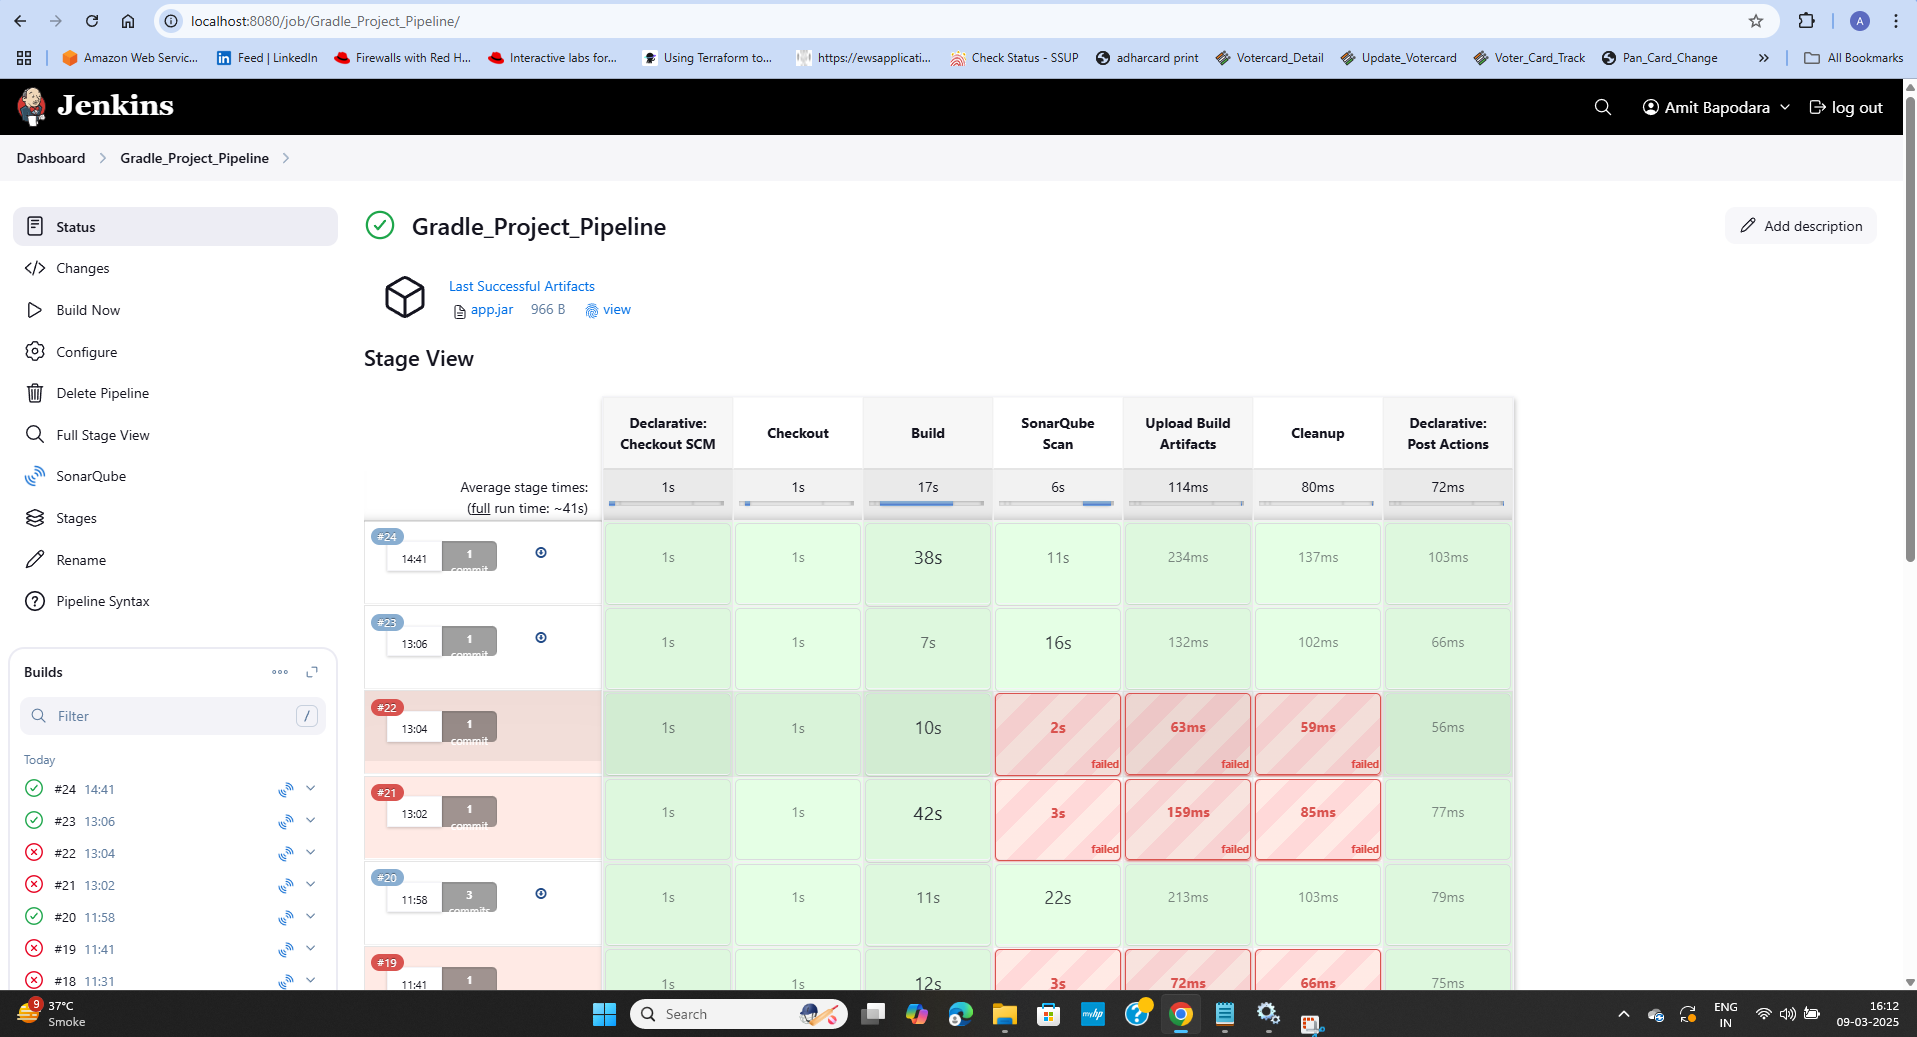 localhost:8080/job/Gradle_Project_Pipeline/
A
Amazon Web Servic...
Feed | LinkedIn
Firewalls with Red H...
Interactive labs for...
Using Terraform to...
https://ewsapplicati...
Check Status - SSUP
adharcard print
Votercard_Detail
Update_Votercard
Voter_Card_Track
Pan_Card_Change
All Bookmarks
Jenkins
Amit Bapodara
log out
Dashboard
Gradle_Project_Pipeline
Status
Changes
Build Now
Configure
Delete Pipeline
Full Stage View
SonarQube
Stages
Rename
Pipeline Syntax
Builds
Filter
/
Today
#24 14:41
#23 13:06
#22 13:04
#21 13:02
#20 11:58
#19 11:41
#18 11:31
Gradle_Project_Pipeline
Add description
Last Successful Artifacts
app.jar 966 B view
Stage View
Declarative:
Checkout SCM
Checkout
Build
SonarQube
Scan
Upload Build
Artifacts
Cleanup
Declarative:
Post Actions
Average stage times:
(full run time: ~41s)
1s 1s 17s 6s 114ms 80ms 72ms
#24
14:41
1
commit
1s 1s 38s 11s 234ms 137ms 103ms
#23
13:06
1
commit
1s 1s 7s 16s 132ms 102ms 66ms
#22
13:04
1
commit
1s 1s 10s 2s 63ms 59ms 56ms
failed failed failed
#21
13:02
1
commit
1s 1s 42s 3s 159ms 85ms 77ms
failed failed failed
#20
11:58
3
commits
1s 1s 11s 22s 213ms 103ms 79ms
#19
11:41
1
1s 1s 12s 3s 72ms 66ms 75ms
9
37°C
Smoke
Search
myhp
ENG
IN
16:12
09-03-2025